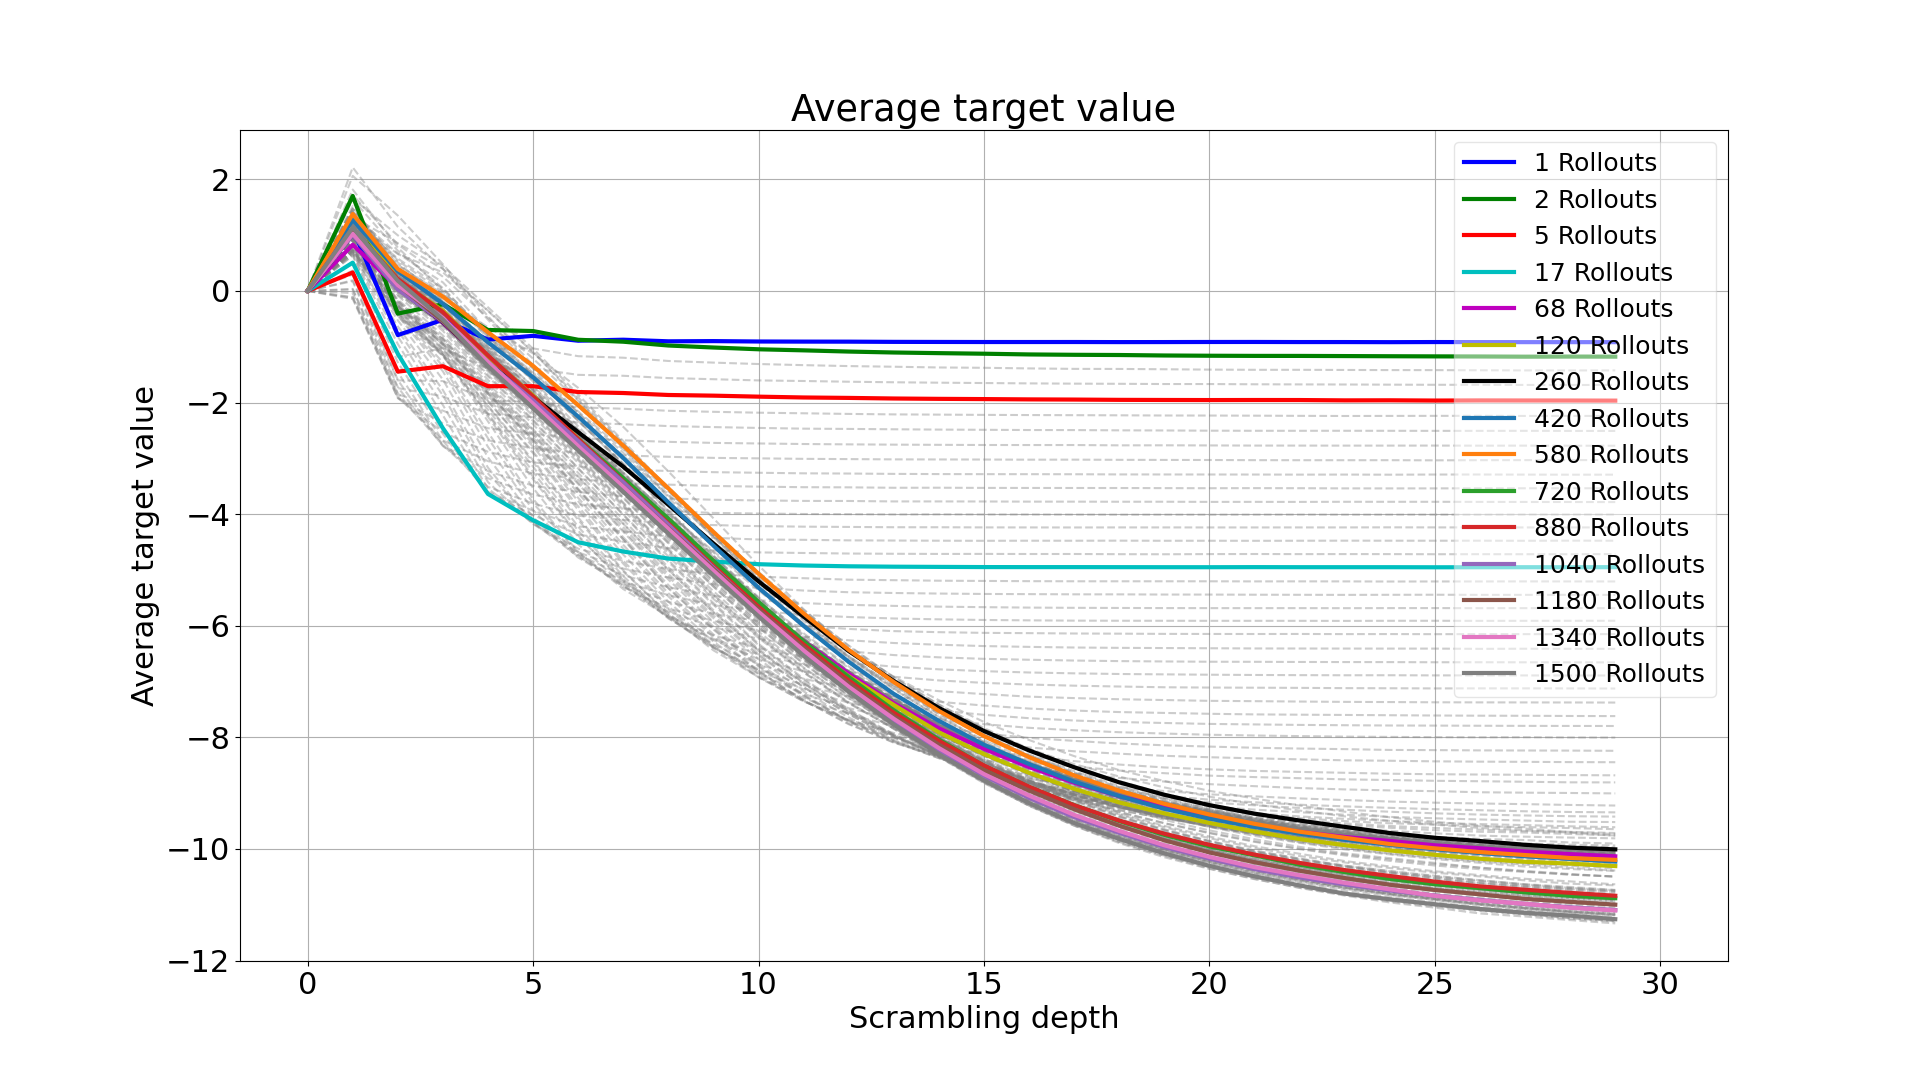 Average target value
Average target value
2
0
−2
−4
−6
−8
−10
−12
1 Rollouts
2 Rollouts
5 Rollouts
17 Rollouts
68 Rollouts
120 Rollouts
260 Rollouts
420 Rollouts
580 Rollouts
720 Rollouts
880 Rollouts
1040 Rollouts
1180 Rollouts
1340 Rollouts
1500 Rollouts
0 5 10 15 20 25 30
Scrambling depth